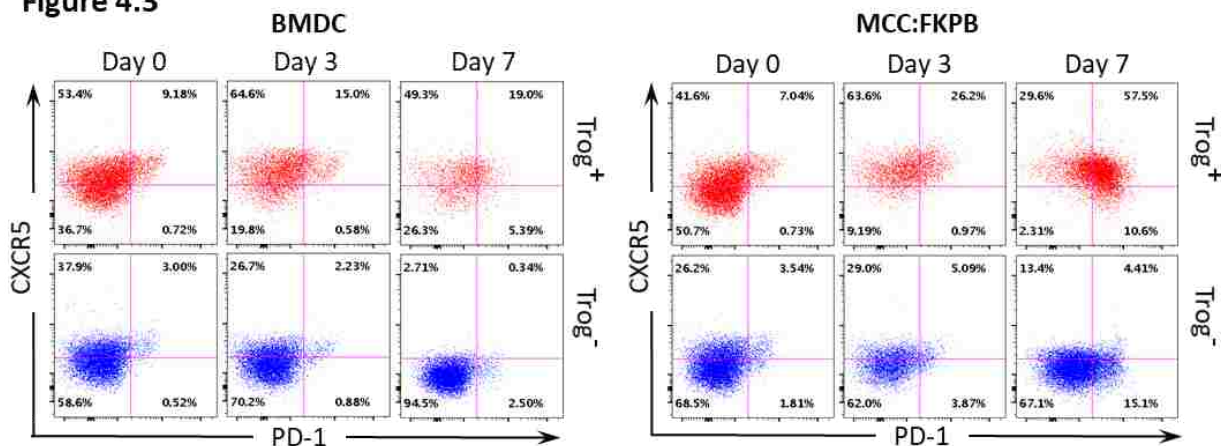 Figure 4.3
BMDC
MCC:FKPB
Day 0 Day 3 Day 7
Day 0 Day 3 Day 7
53.4% 9.18% 64.6% 15.0% 49.3% 19.0%
36.7% 0.72% 19.8% 0.58% 26.3% 5.39%
41.6% 7.04% 63.6% 26.2% 29.6% 57.5%
50.7% 0.73% 9.19% 0.97% 2.31% 10.6%
Trog+
Trog+
37.9% 3.00% 26.7% 2.23% 2.71% 0.34%
58.6% 0.52% 70.2% 0.88% 94.5% 2.50%
26.2% 3.54% 29.0% 5.09% 13.4% 4.41%
68.5% 1.81% 62.0% 3.87% 67.1% 15.1%
Trog-
Trog-
CXCR5
CXCR5
PD-1
PD-1